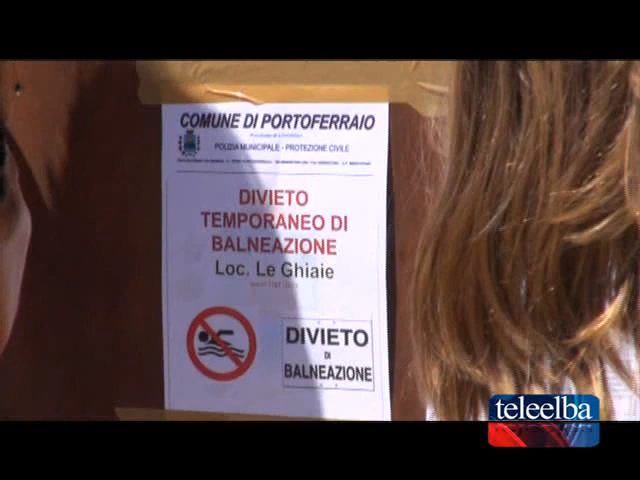 COMUNE DI PORTOFERRAIO
POLIZIA MUNICIPALE - PROTEZIONE CIVILE
DIVIETO
TEMPORANEO DI
BALNEAZIONE
Loc. Le Ghiaie
DIVIETO
DI
BALNEAZIONE
teleelba